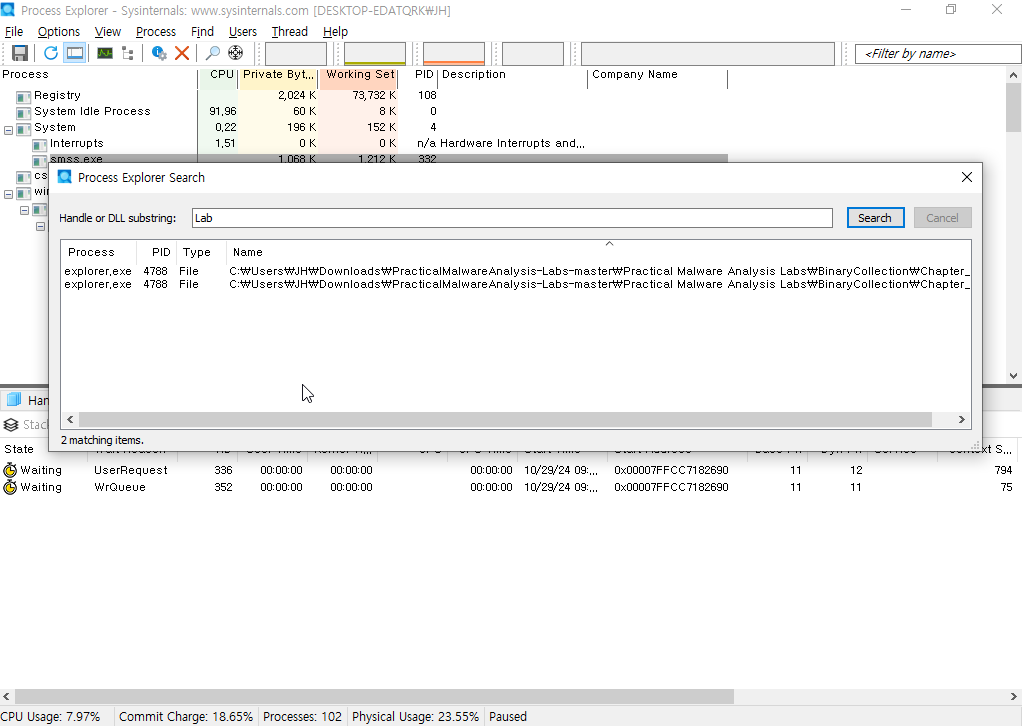 Process Explorer - Sysinternals: www.sysinternals.com [DESKTOP-EDATQRK₩JH]
File Options View Process Find Users Thread Help
<Filter by name>
Process CPU Private Byt... Working Set PID Description Company Name
Registry 2,024 K 73,732 K 108
System Idle Process 91,96 60 K 8 K 0
System 0,22 196 K 152 K 4
Interrupts 1,51 0 K 0 K n/a Hardware Interrupts and...
smss.exe 1,068 K 1,212 K 332
cs
wi
Process Explorer Search
Handle or DLL substring: Lab Search Cancel
Process PID Type Name
explorer.exe 4788 File C:₩Users₩JH₩Downloads₩PracticalMalwareAnalysis-Labs-master₩Practical Malware Analysis Labs₩BinaryCollection₩Chapter_
explorer.exe 4788 File C:₩Users₩JH₩Downloads₩PracticalMalwareAnalysis-Labs-master₩Practical Malware Analysis Labs₩BinaryCollection₩Chapter_
2 matching items.
Han
Stac
State
Waiting UserRequest 336 00:00:00 00:00:00 00:00:00 10/29/24 09:... 0x00007FFCC7182690 11 12 794
Waiting WrQueue 352 00:00:00 00:00:00 00:00:00 10/29/24 09:... 0x00007FFCC7182690 11 11 75
CPU Usage: 7.97% Commit Charge: 18.65% Processes: 102 Physical Usage: 23.55% Paused